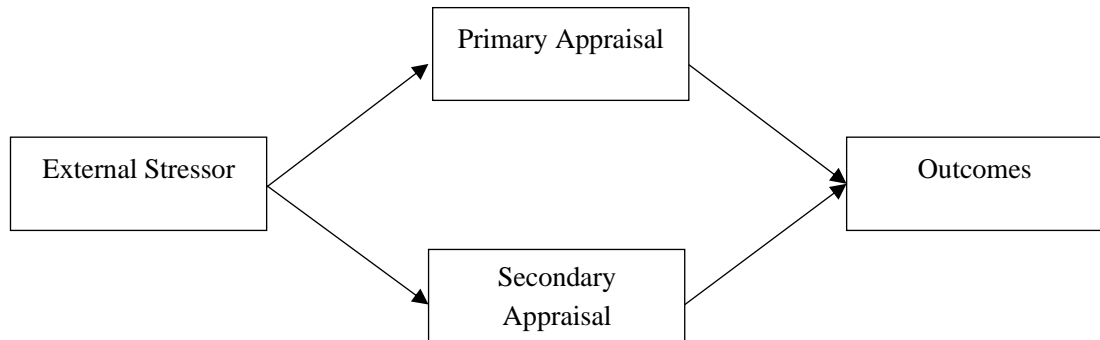 Primary Appraisal
External Stressor
Outcomes
Secondary
Appraisal